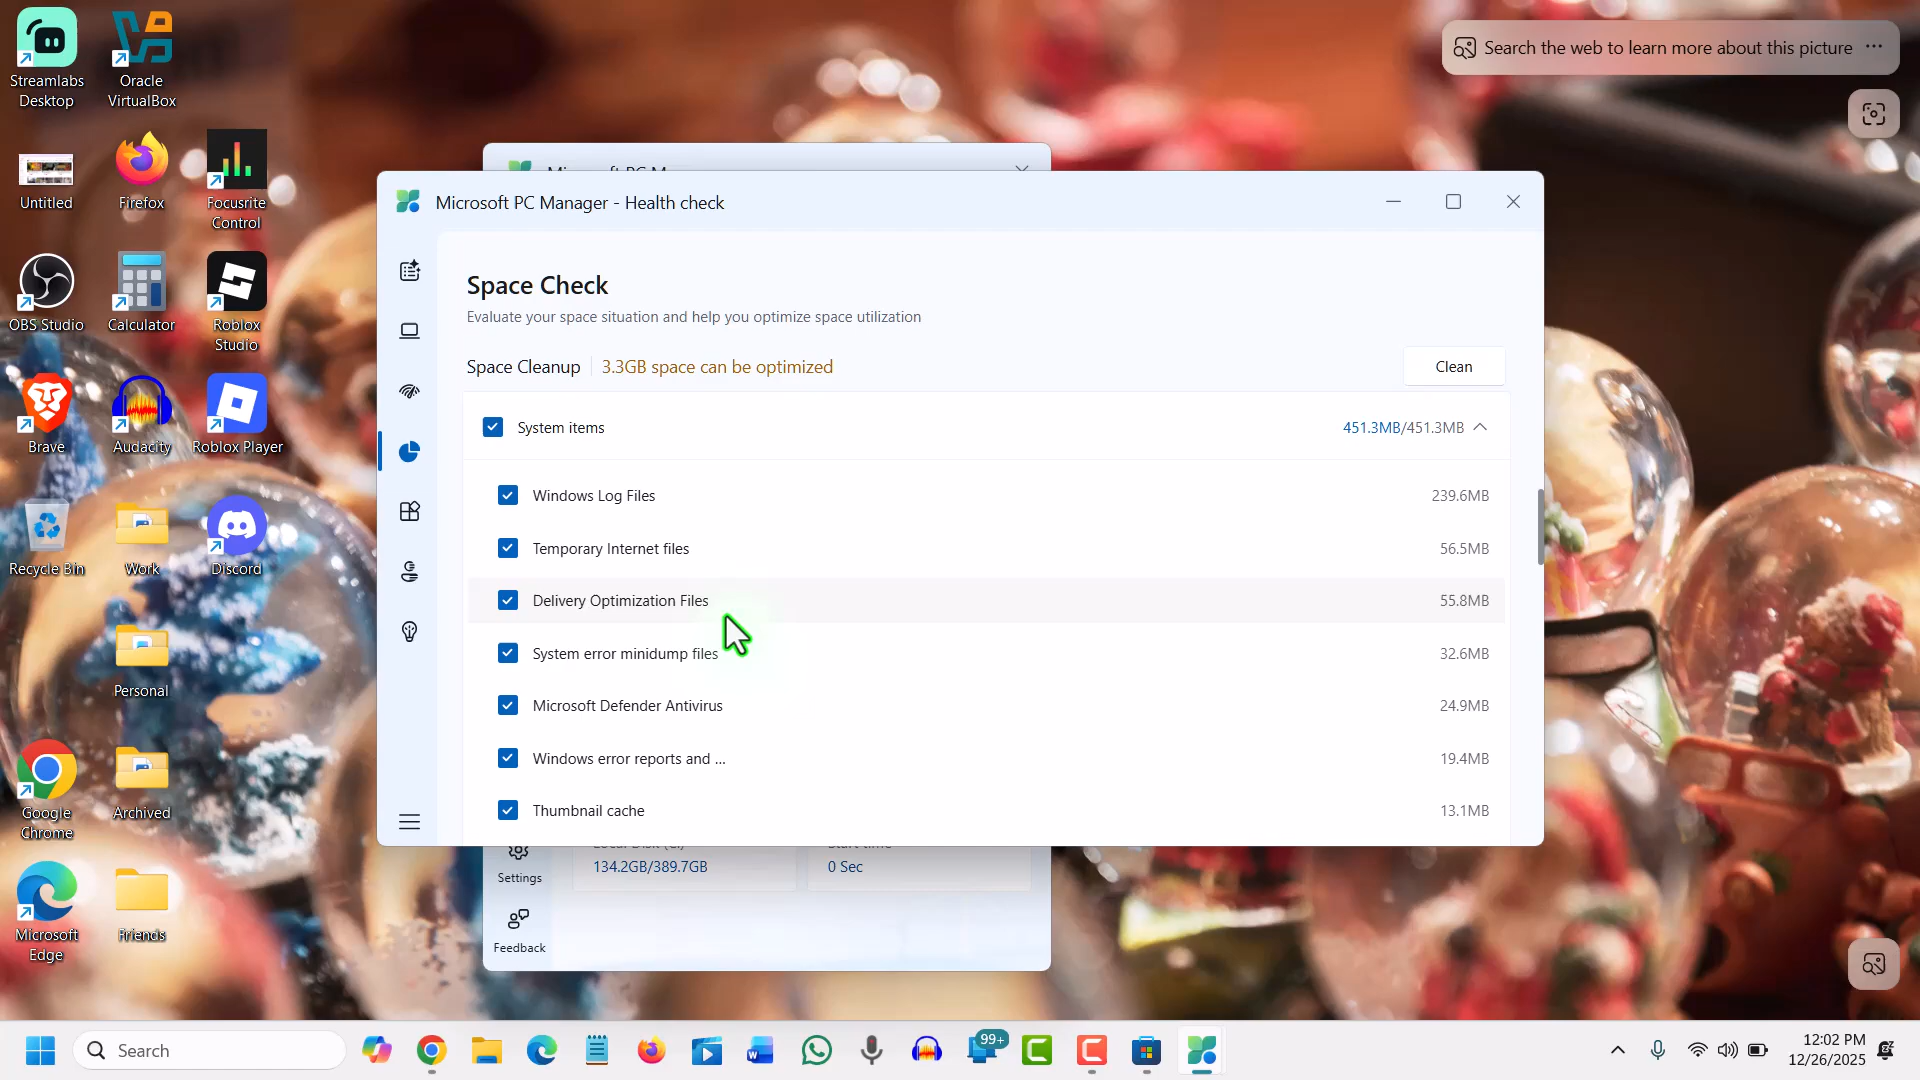 Streamlabs
Desktop
Oracle
VirtualBox
Untitled
Firefox
Focusrite
Control
OBS Studio
Calculator
Roblox
Studio
Brave
Audacity
Roblox Player
Recycle Bin
Work
Discord
Personal
Google
Chrome
Archived
Microsoft
Edge
Friends
Search the web to learn more about this picture
Microsoft PC Manager - Health check
Space Check
Evaluate your space situation and help you optimize space utilization
Space Cleanup 3.3GB space can be optimized Clean
System items 451.3MB/451.3MB
Windows Log Files 239.6MB
Temporary Internet files 56.5MB
Delivery Optimization Files 55.8MB
System error minidump files 32.6MB
Microsoft Defender Antivirus 24.9MB
Windows error reports and ... 19.4MB
Thumbnail cache 13.1MB
134.2GB/389.7GB 0 Sec
Settings
Feedback
Search
99+
12:02 PM
12/26/2025